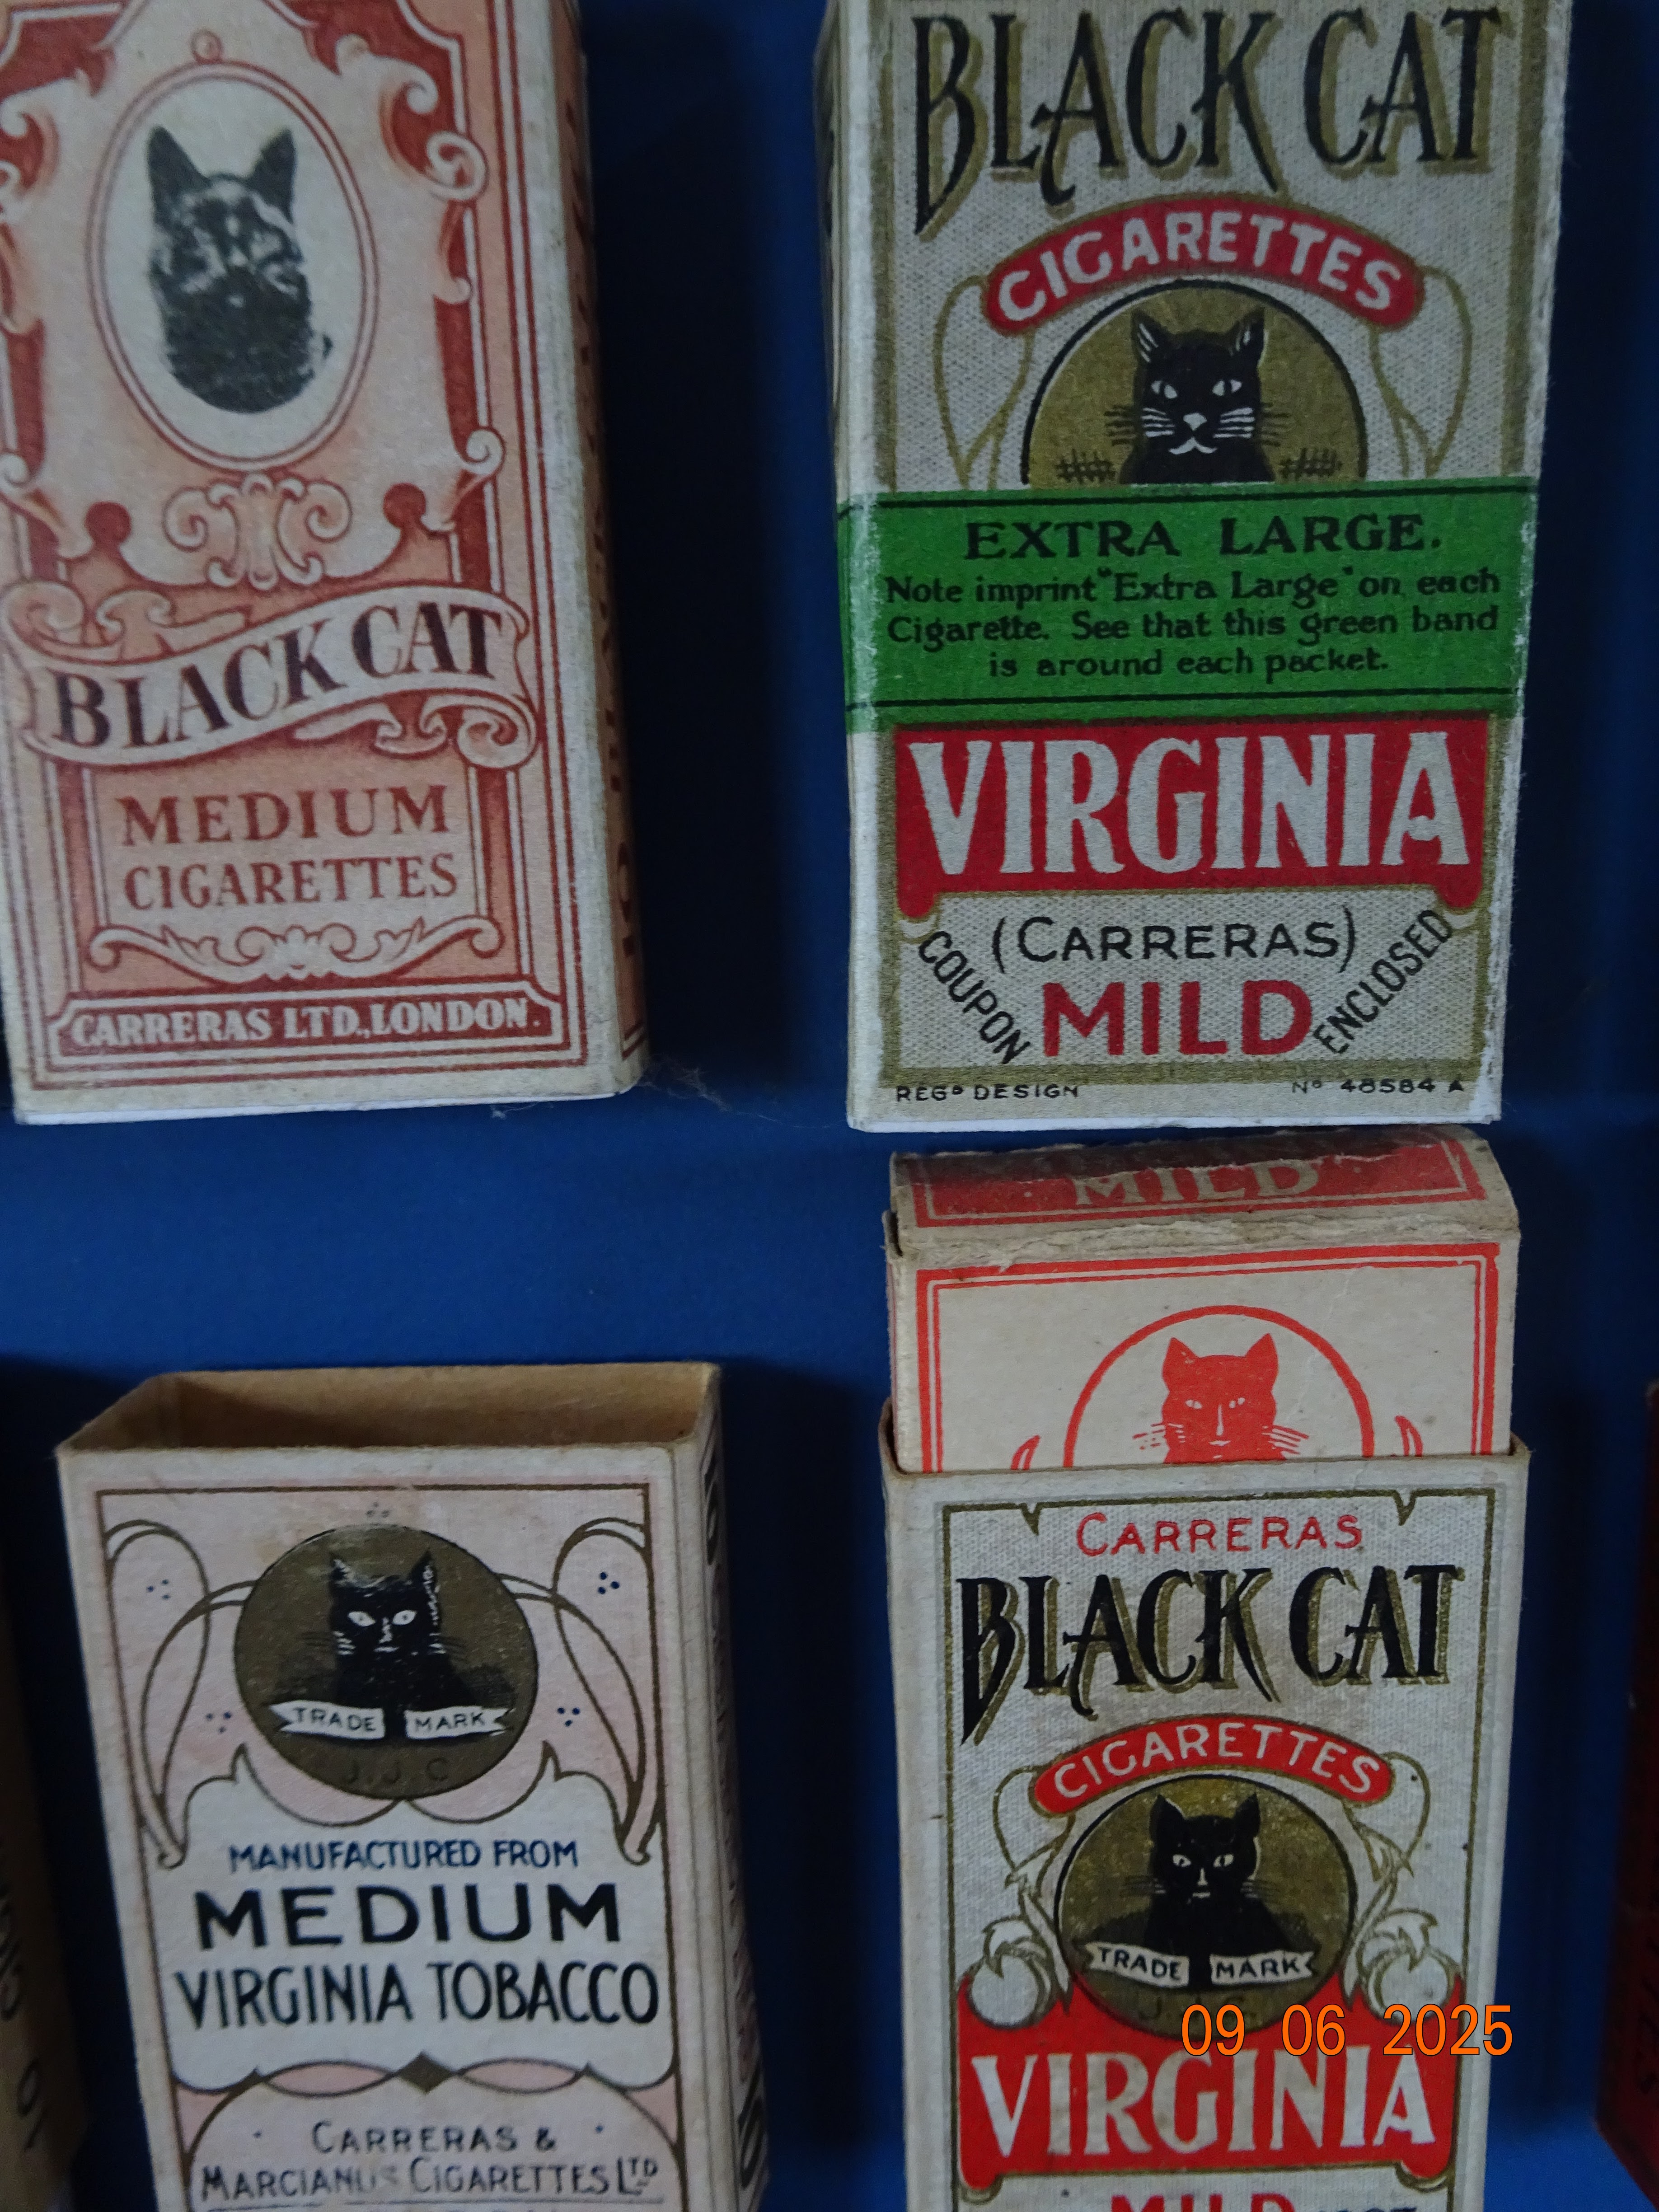 BLACK CAT
MEDIUM
CIGARETTES
CARRERAS LTD., LONDON.
BLACK CAT
CIGARETTES
EXTRA LARGE.
Note imprint "Extra Large" on each
Cigarette. See that this green band
is around each packet.
VIRGINIA
(CARRERAS)
COUPON MILD ENCLOSED
REGD DESIGN No 48584 A
TRADE MARK
J.J.C
MANUFACTURED FROM
MEDIUM
VIRGINIA TOBACCO
CARRERAS &
MARCIANUS CIGARETTES LTD
MILD
CARRERAS
BLACK CAT
CIGARETTES
TRADE MARK
VIRGINIA
MILD
09 06 2025